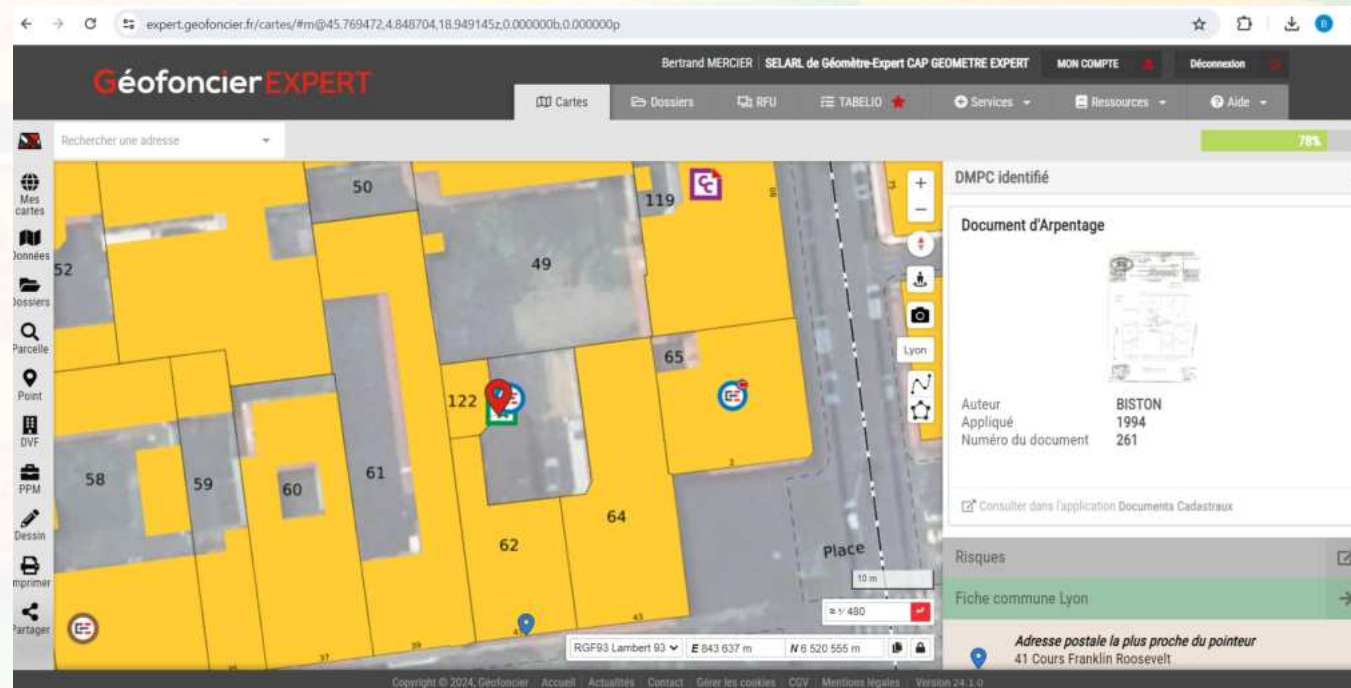 expert.geofoncier.fr/cartes/#m@45.769472,4.848704,18.949145z,0.000000b,0.000000p
GéofoncierEXPERT
Bertrand MERCIER | SELARL de Géomètre-Expert CAP GEOMETRE EXPERT
MON COMPTE
Déconnexion
Cartes
Dossiers
RFU
TABELIO
Services
Ressources
Aide
Rechercher une adresse
78%
Mes cartes
Données
Dossiers
Parcelle
Point
DVF
PPM
Dessin
Imprimer
Partager
50
119
49
52
65
122
58
59
60
61
62
64
2
37
39
43
Place
Lyon
10 m
480
RGF93 Lambert 93
E 843 637 m
N 6 520 555 m
DMPC identifié
Document d'Arpentage
Auteur BISTON
Appliqué 1994
Numéro du document 261
Consulter dans l'application Documents Cadastraux
Risques
Fiche commune Lyon
Adresse postale la plus proche du pointeur
41 Cours Franklin Roosevelt
Copyright © 2024, Géofoncier Accueil Actualités Contact Gérer les cookies CGV Mentions légales Version 24.1.0